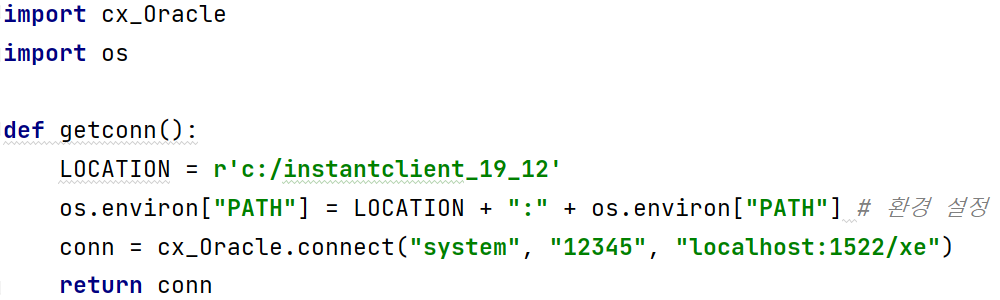 import cx_Oracle
import os

def getconn():
    LOCATION = r'c:/instantclient_19_12'
    os.environ["PATH"] = LOCATION + ":" + os.environ["PATH"] # 환경 설정
    conn = cx_Oracle.connect("system", "12345", "localhost:1522/xe")
    return conn